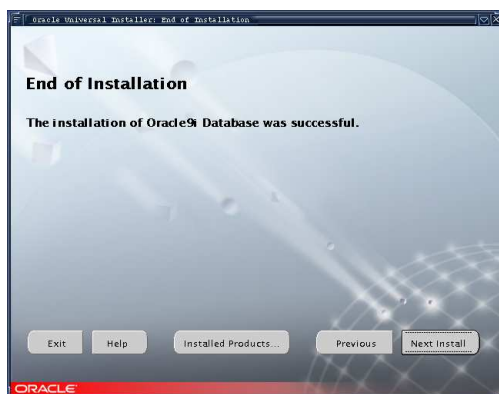 Oracle Universal Installer: End of Installation
End of Installation
The installation of Oracle9i Database was successful.
Exit
Help
Installed Products...
Previous
Next Install
ORACLE